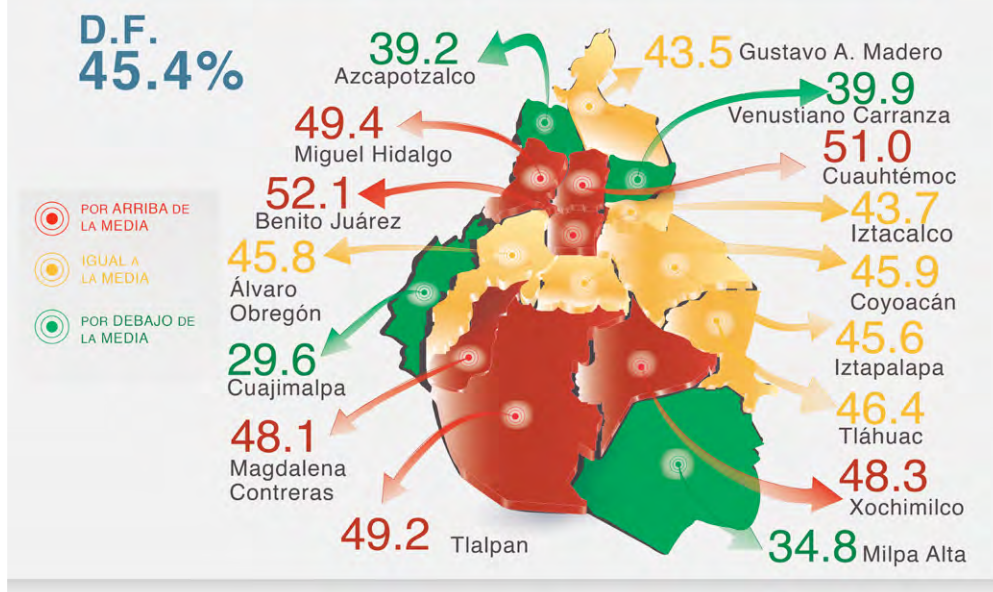 D.F.
45.4%
39.2
Azcapotzalco
43.5 Gustavo A. Madero
39.9
Venustiano Carranza
49.4
Miguel Hidalgo
51.0
Cuauhtémoc
52.1
Benito Juárez
43.7
Iztacalco
POR ARRIBA DE
LA MEDIA
IGUAL A
LA MEDIA
POR DEBAJO DE
LA MEDIA
45.8
Álvaro
Obregón
45.9
Coyoacán
29.6
Cuajimalpa
45.6
Iztapalapa
46.4
Tláhuac
48.1
Magdalena
Contreras
48.3
Xochimilco
49.2 Tlalpan
34.8 Milpa Alta